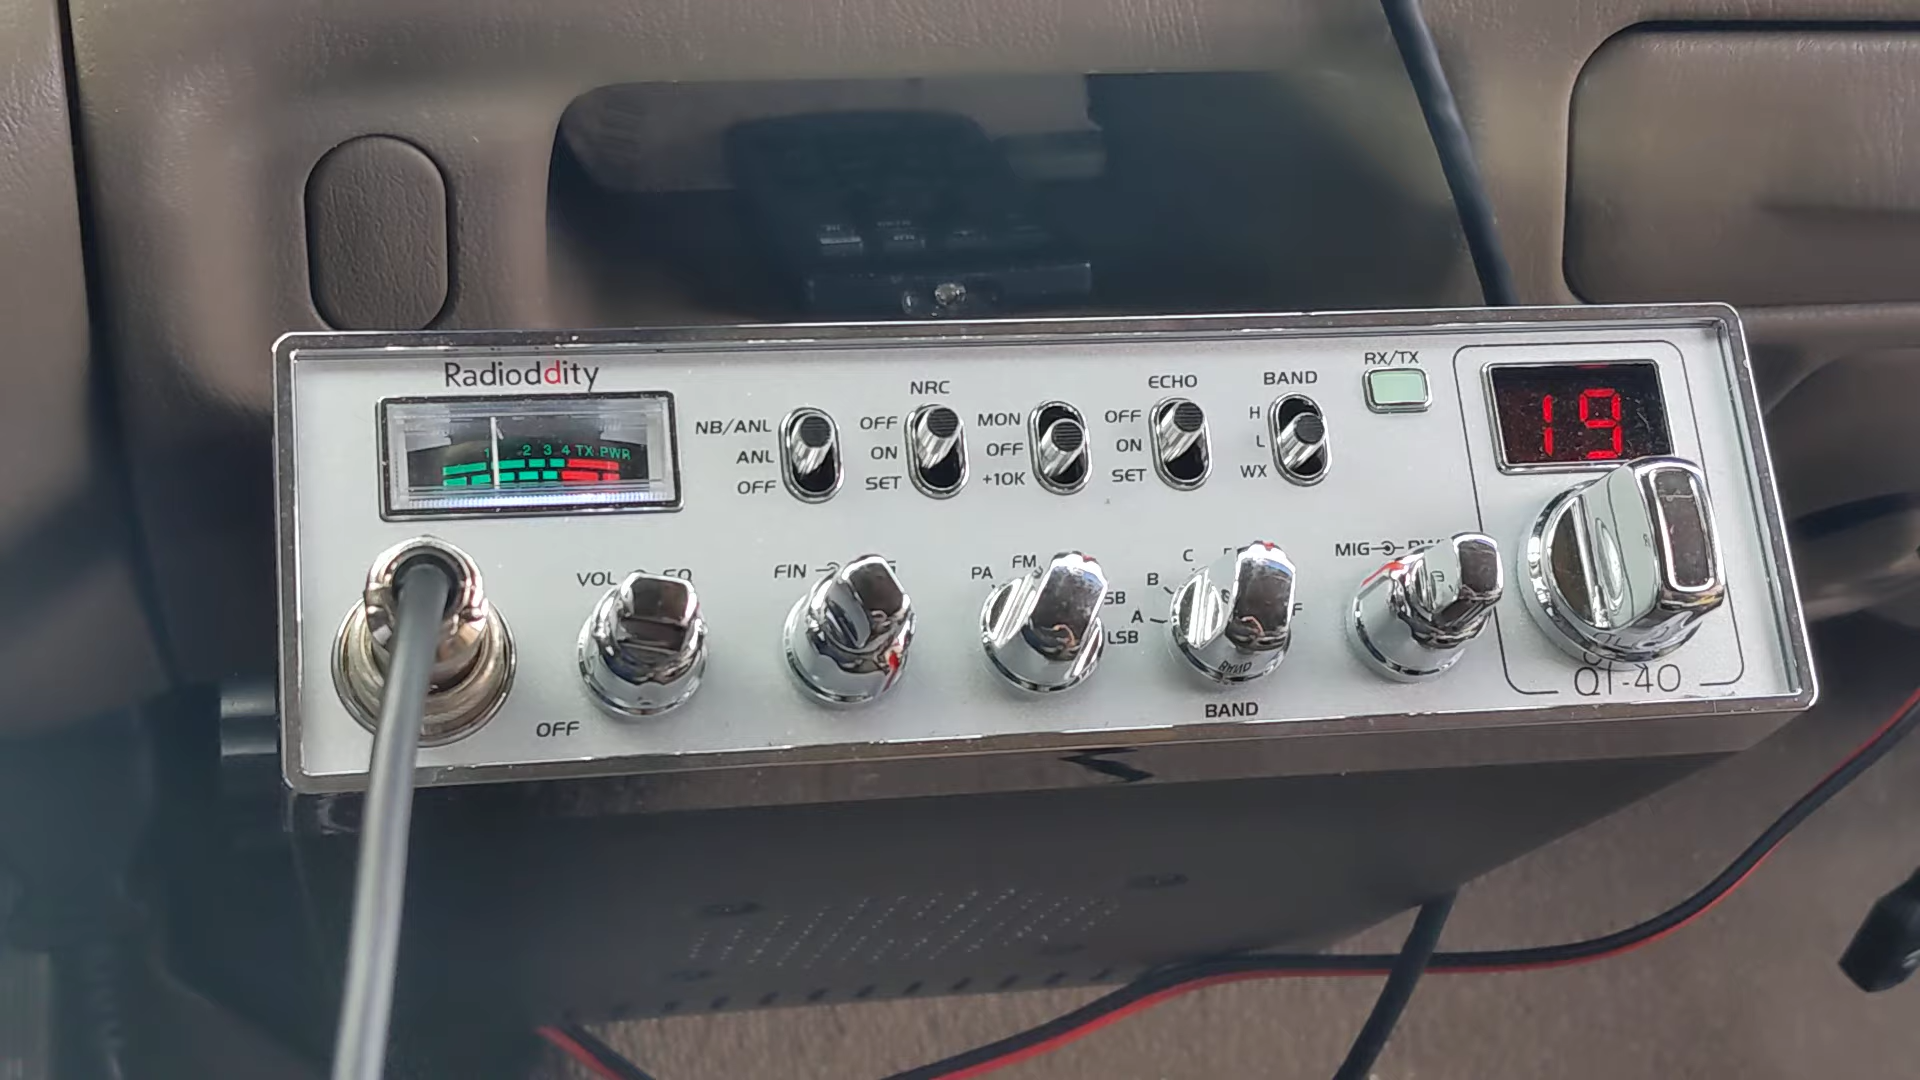 Radioddity
1 2 3 4 TX PWR
NB/ANL
ANL
OFF
NRC
OFF
ON
SET
MON
OFF
+10K
ECHO
OFF
ON
SET
BAND
H
L
WX
RX/TX
19
VOL
OFF
FIN
PA
FM
LSB
A
B
C
F
BAND
MIG
QT-40